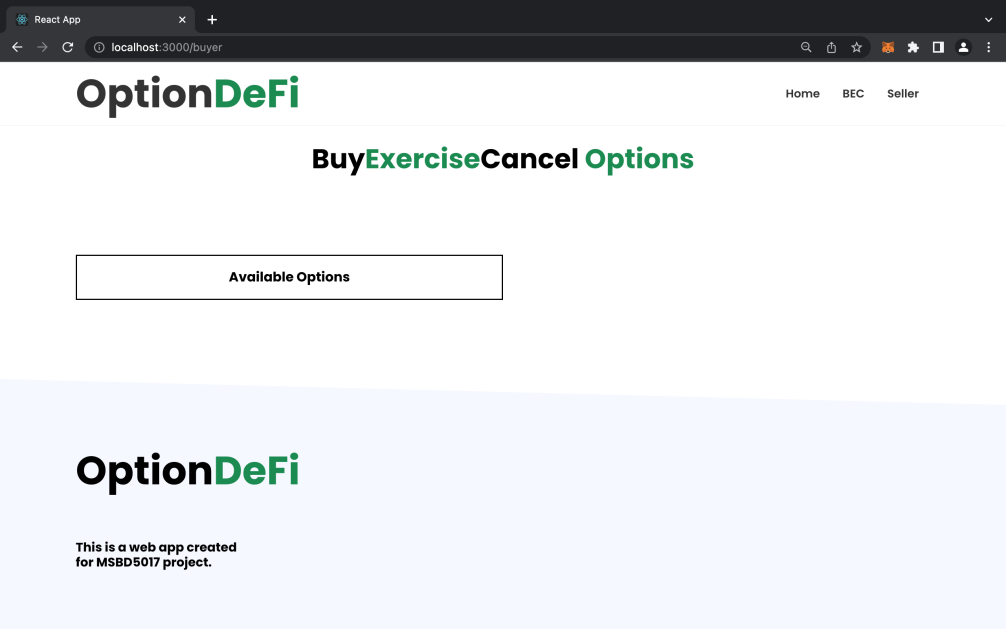 React App
localhost:3000/buyer
OptionDeFi
Home BEC Seller
BuyExerciseCancel Options
Available Options
OptionDeFi
This is a web app created
for MSBD5017 project.